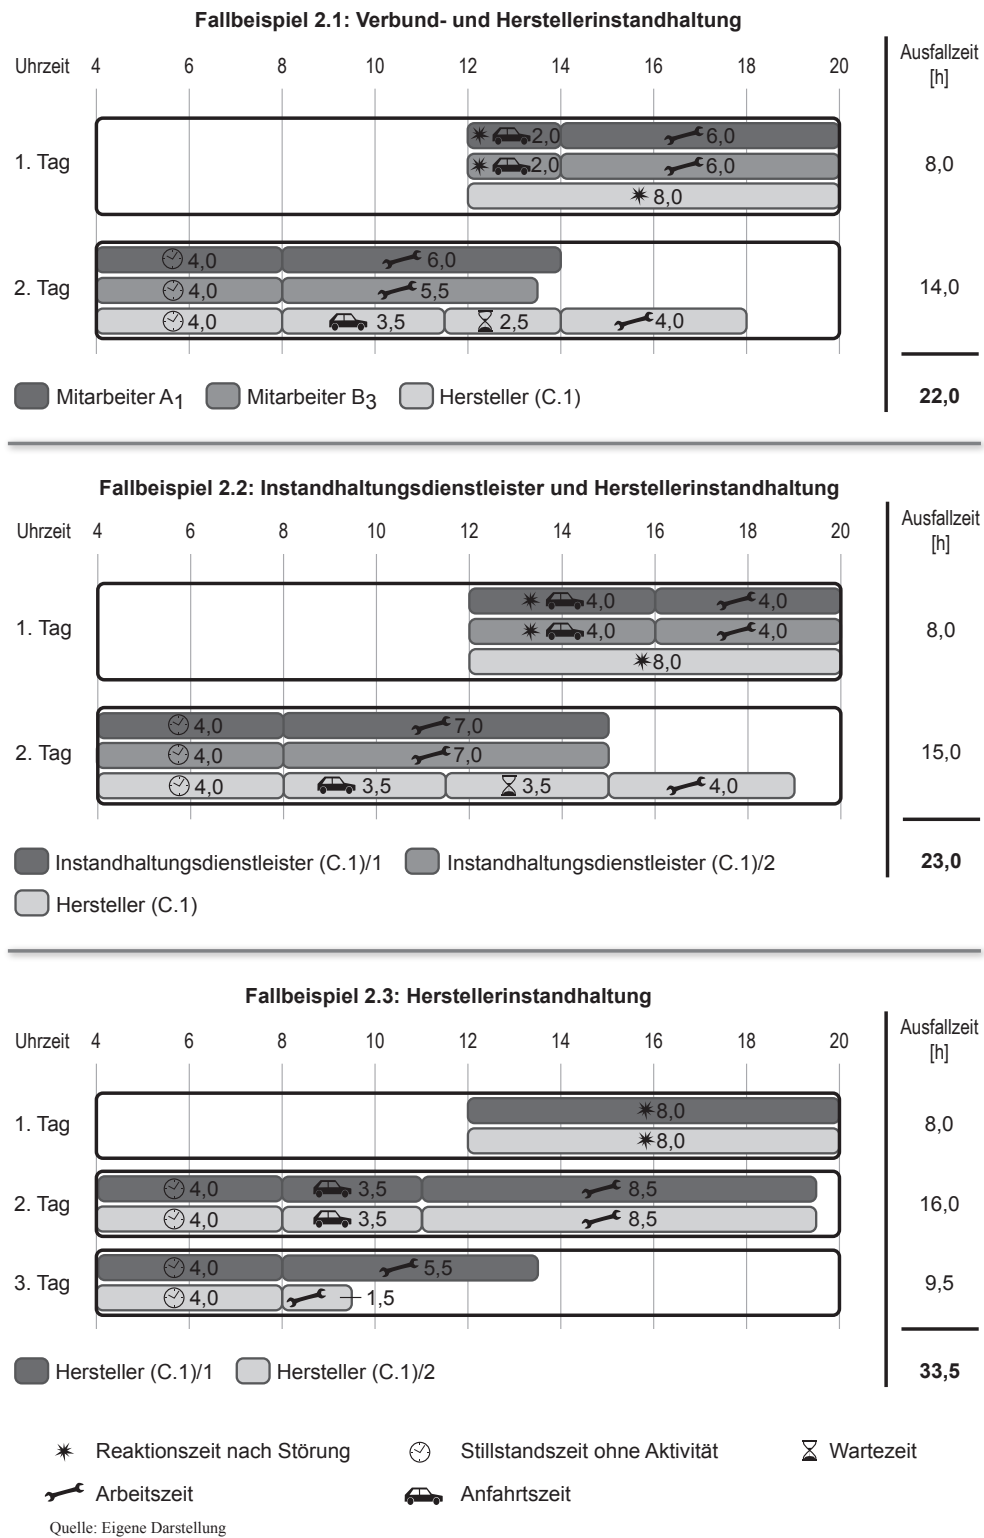 Fallbeispiel 2.1: Verbund- und Herstellerinstandhaltung
Uhrzeit 4 6 8 10 12 14 16 18 20 Ausfallzeit
[h]
1. Tag 2,0 6,0 8,0
2,0 6,0
8,0
2. Tag 4,0 6,0 14,0
4,0 5,5
4,0 3,5 2,5 4,0
Mitarbeiter A1 Mitarbeiter B3 Hersteller (C.1) 22,0
Fallbeispiel 2.2: Instandhaltungsdienstleister und Herstellerinstandhaltung
Uhrzeit 4 6 8 10 12 14 16 18 20 Ausfallzeit
[h]
1. Tag 4,0 4,0 8,0
4,0 4,0
8,0
2. Tag 4,0 7,0 15,0
4,0 7,0
4,0 3,5 3,5 4,0
Instandhaltungsdienstleister (C.1)/1 Instandhaltungsdienstleister (C.1)/2 23,0
Hersteller (C.1)
Fallbeispiel 2.3: Herstellerinstandhaltung
Uhrzeit 4 6 8 10 12 14 16 18 20 Ausfallzeit
[h]
1. Tag 8,0 8,0
8,0
2. Tag 4,0 3,5 8,5 16,0
4,0 3,5 8,5
3. Tag 4,0 5,5 9,5
4,0 1,5
Hersteller (C.1)/1 Hersteller (C.1)/2 33,5
Reaktionszeit nach Störung Stillstandszeit ohne Aktivität Wartezeit
Arbeitszeit Anfahrtszeit
Quelle: Eigene Darstellung